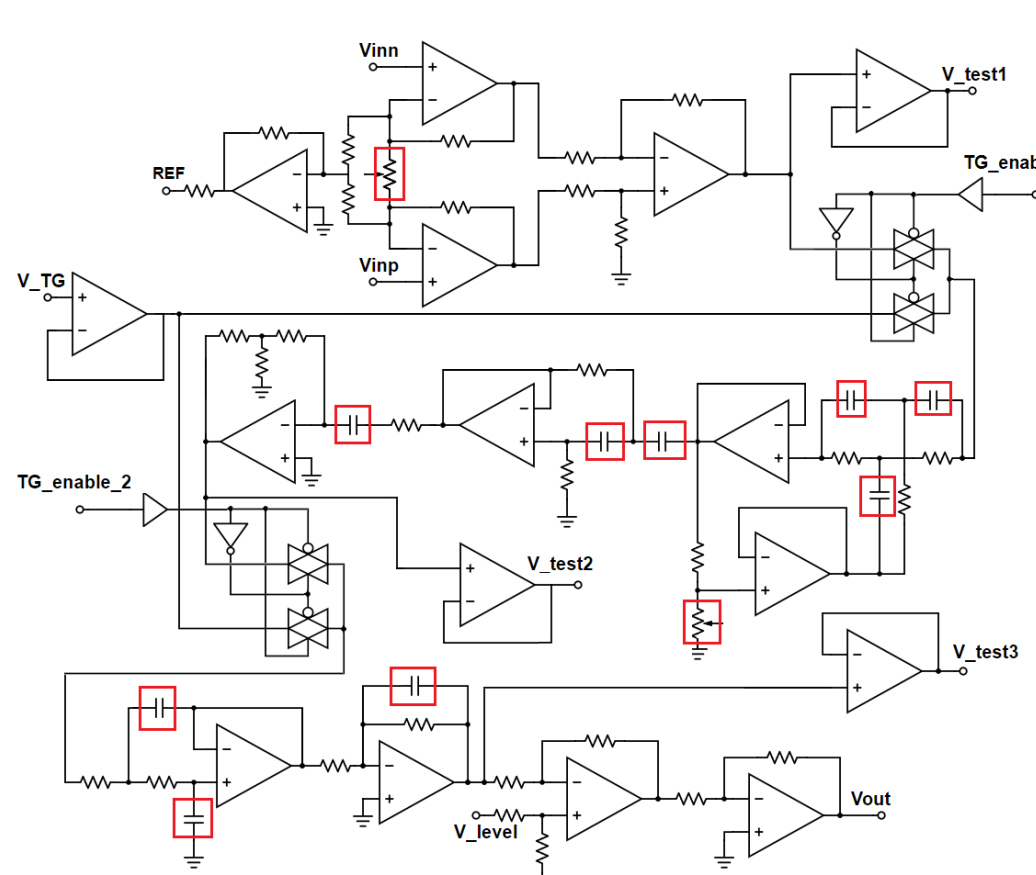 Vinn
V_test1
REF
TG_enab
Vinp
V_TG
TG_enable_2
V_test2
V_test3
Vout
V_level